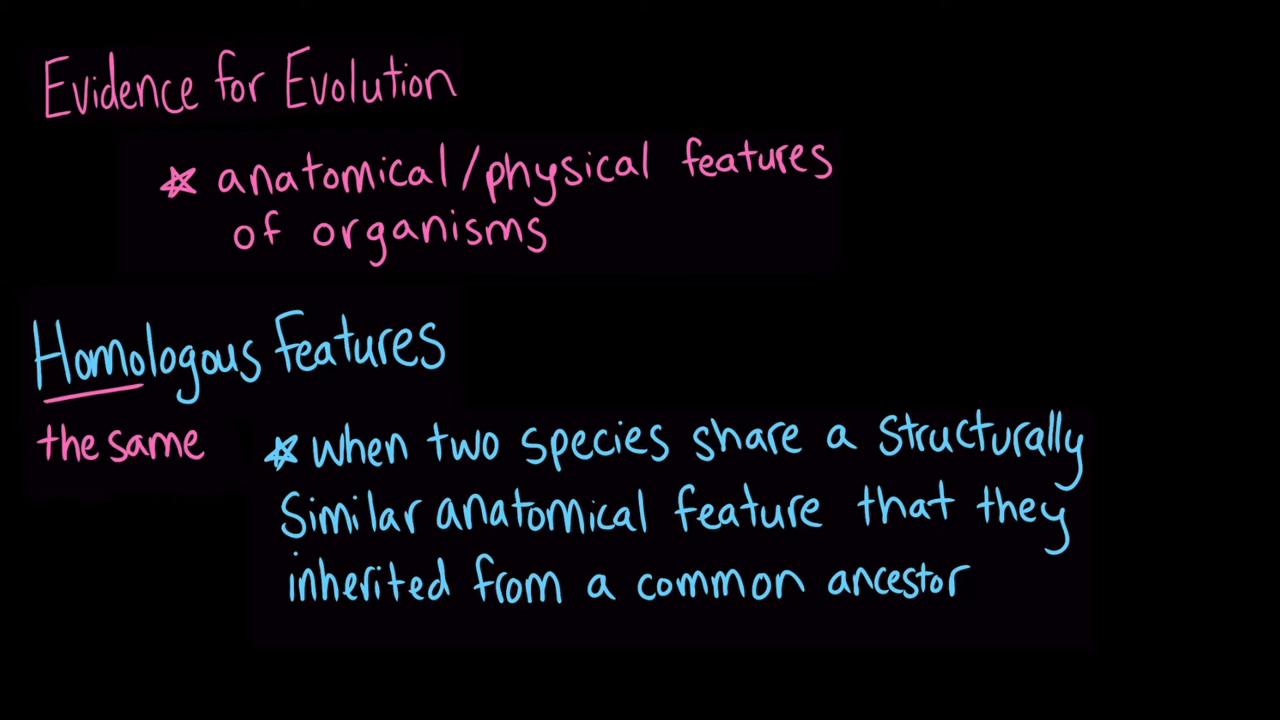 Evidence for Evolution
* anatomical/physical features
of organisms
Homologous features
the same
* when two species share a structurally
similar anatomical feature that they
inherited from a common ancestor